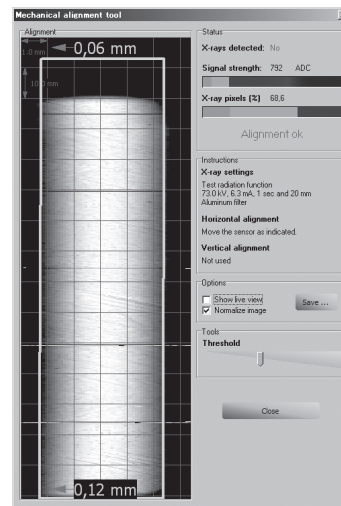 Mechanical alignment tool
Alignment
1.0 mm
0,06 mm
10.0 mm
0,12 mm
Status
X-rays detected: No
Signal strength: 792 ADC
X-ray pixels (%) 68,6
Alignment ok
Instructions
X-ray settings
Test radiation function
73.0 kV, 6.3 mA, 1 sec and 20 mm
Aluminum filter
Horizontal alignment
Move the sensor as indicated.
Vertical alignment
Not used
Options
Show live view
Normalize image
Save ...
Tools
Threshold
Close